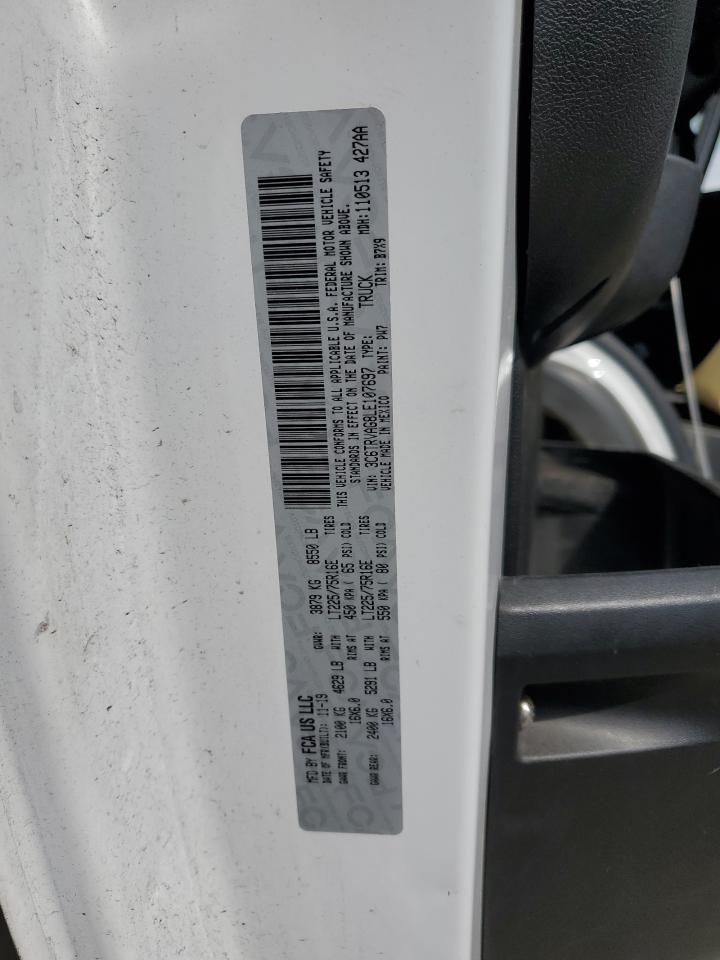 MFD BY FCA US LLC
DATE OF MFR(BUILT): 11-19 GVWR: 3879 KG 8550 LB
GAWR FRONT: 2100 KG 4629 LB WITH LT225/75R16E TIRES
16X6.0 RIMS AT 450 KPA ( 65 PSI) COLD
GAWR REAR: 2400 KG 5291 LB WITH LT225/75R16E TIRES
16X6.0 RIMS AT 550 KPA ( 80 PSI) COLD
THIS VEHICLE CONFORMS TO ALL APPLICABLE U.S.A. FEDERAL MOTOR VEHICLE SAFETY
STANDARDS IN EFFECT ON THE DATE OF MANUFACTURE SHOWN ABOVE.
VIN: 3C6TRVAG8LE107697 TYPE: TRUCK MDH: 110513 427AA
VEHICLE MADE IN MEXICO PAINT: PW7 TRIM: B7X9